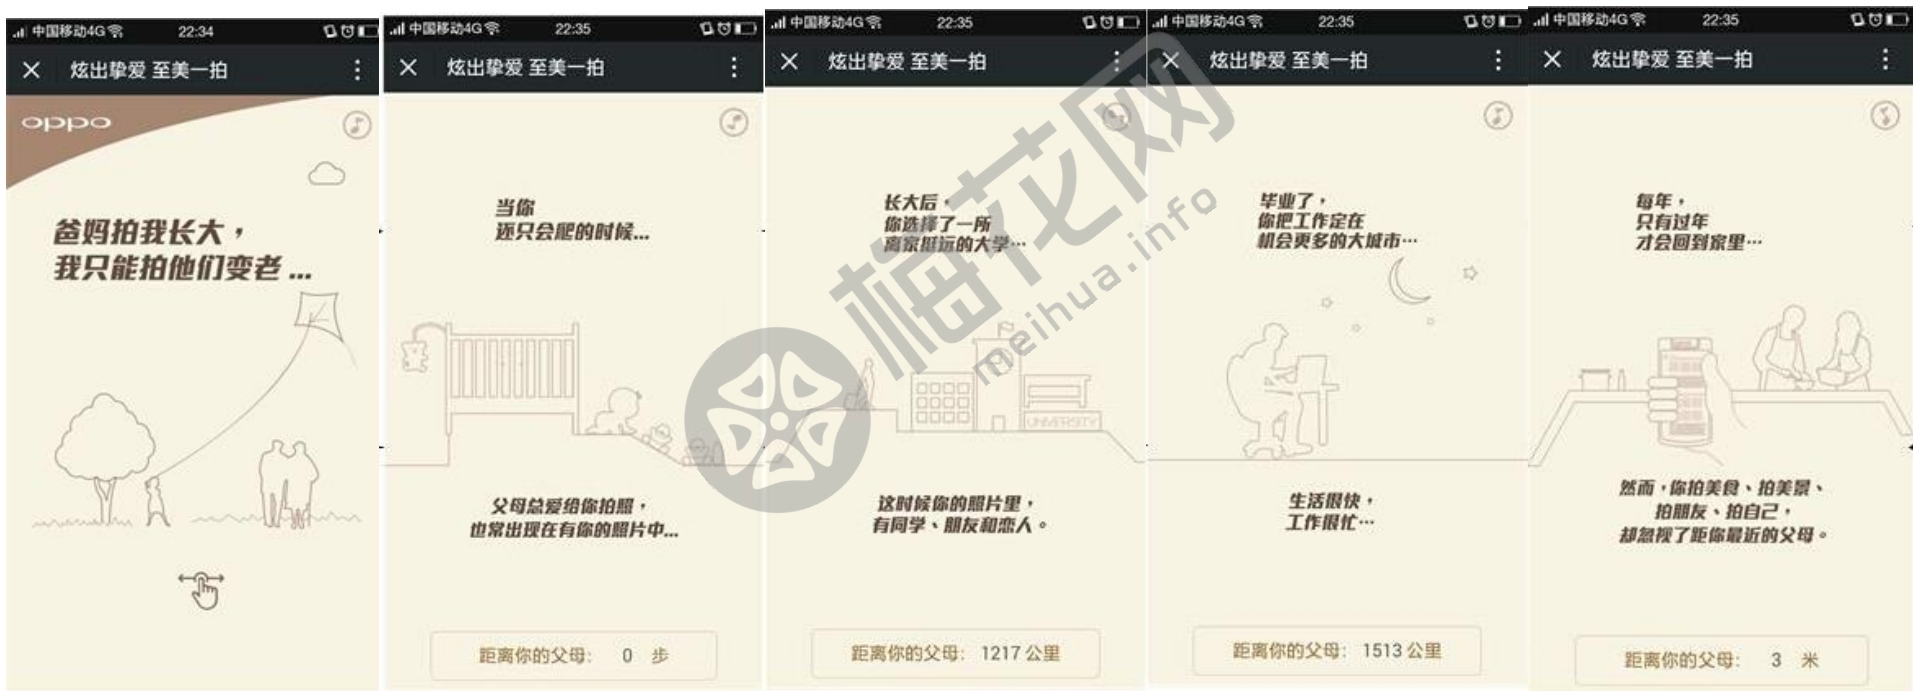 中国移动4G 22:34
炫出挚爱 至美一拍
oppo
爸妈拍我长大，
我只能拍他们变老...
中国移动4G 22:35
炫出挚爱 至美一拍
当你
还只会爬的时候...
父母总爱给你拍照，
也常出现在有你的照片中...
距离你的父母： 0 步
中国移动4G 22:35
炫出挚爱 至美一拍
长大后，
你选择了一所
离家挺远的大学…
UNIVERSITY
这时候你的照片里，
有同学、朋友和恋人。
距离你的父母： 1217 公里
中国移动4G 22:35
炫出挚爱 至美一拍
毕业了，
你把工作定在
机会更多的大城市…
生活很快，
工作很忙…
距离你的父母： 1513 公里
中国移动4G 22:35
炫出挚爱 至美一拍
每年，
只有过年
才会回到家里…
然而，你拍美食、拍美景、
拍朋友、拍自己，
却忽视了距你最近的父母。
距离你的父母： 3 米
梅花网
meihua.info